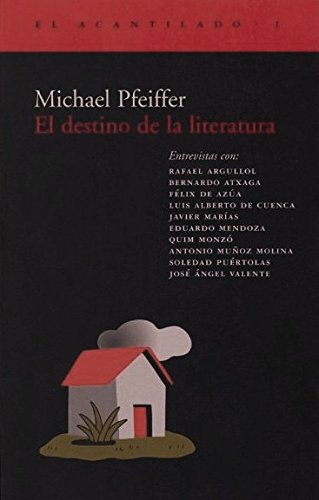 EL ACANTILADO · 1
Michael Pfeiffer
El destino de la literatura
Entrevistas con:
RAFAEL ARGULLOL
BERNARDO ATXAGA
FÉLIX DE AZÚA
LUIS ALBERTO DE CUENCA
JAVIER MARÍAS
EDUARDO MENDOZA
QUIM MONZÓ
ANTONIO MUÑOZ MOLINA
SOLEDAD PUÉRTOLAS
JOSÉ ÁNGEL VALENTE